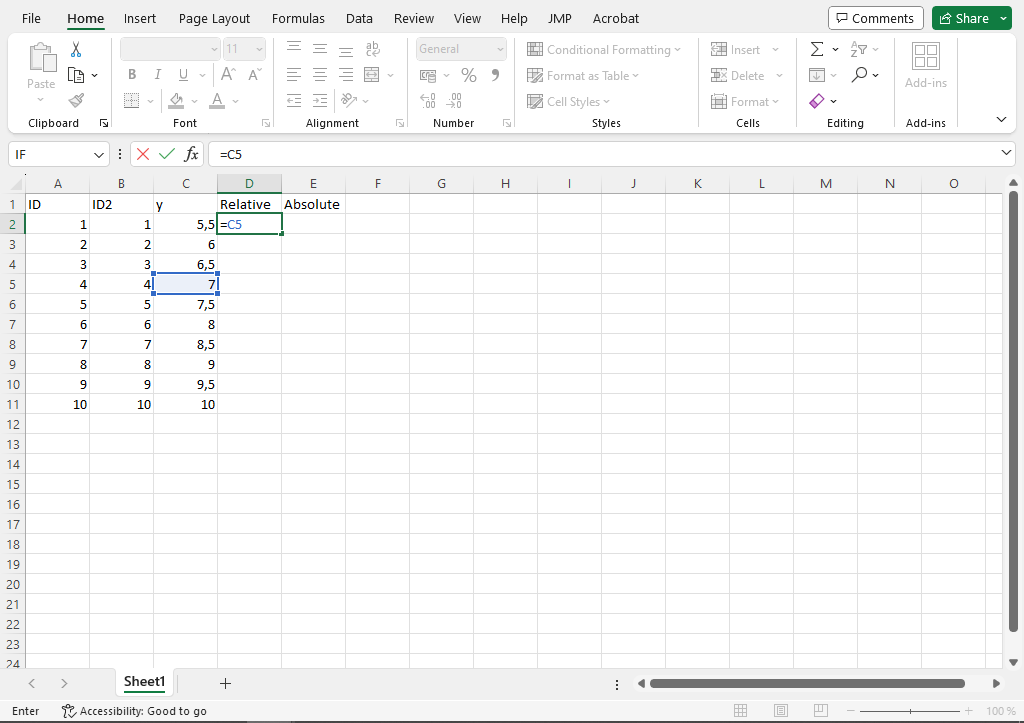 File Home Insert Page Layout Formulas Data Review View Help JMP Acrobat Comments Share
Paste 11 ab c General Conditional Formatting Insert Add-ins
B I U A A % 9 Format as Table Delete
A Cell Styles Format
Clipboard Font Alignment Number Styles Cells Editing Add-ins
IF fx =C5
A B C D E F G H I J K L M N O
1 ID ID2 y Relative Absolute
2 1 1 5,5 =C5
3 2 2 6
4 3 3 6,5
5 4 4 7
6 5 5 7,5
7 6 6 8
8 7 7 8,5
9 8 8 9
10 9 9 9,5
11 10 10 10
12
13
14
15
16
17
18
19
20
21
22
23
24
Sheet1
Enter Accessibility: Good to go 100 %